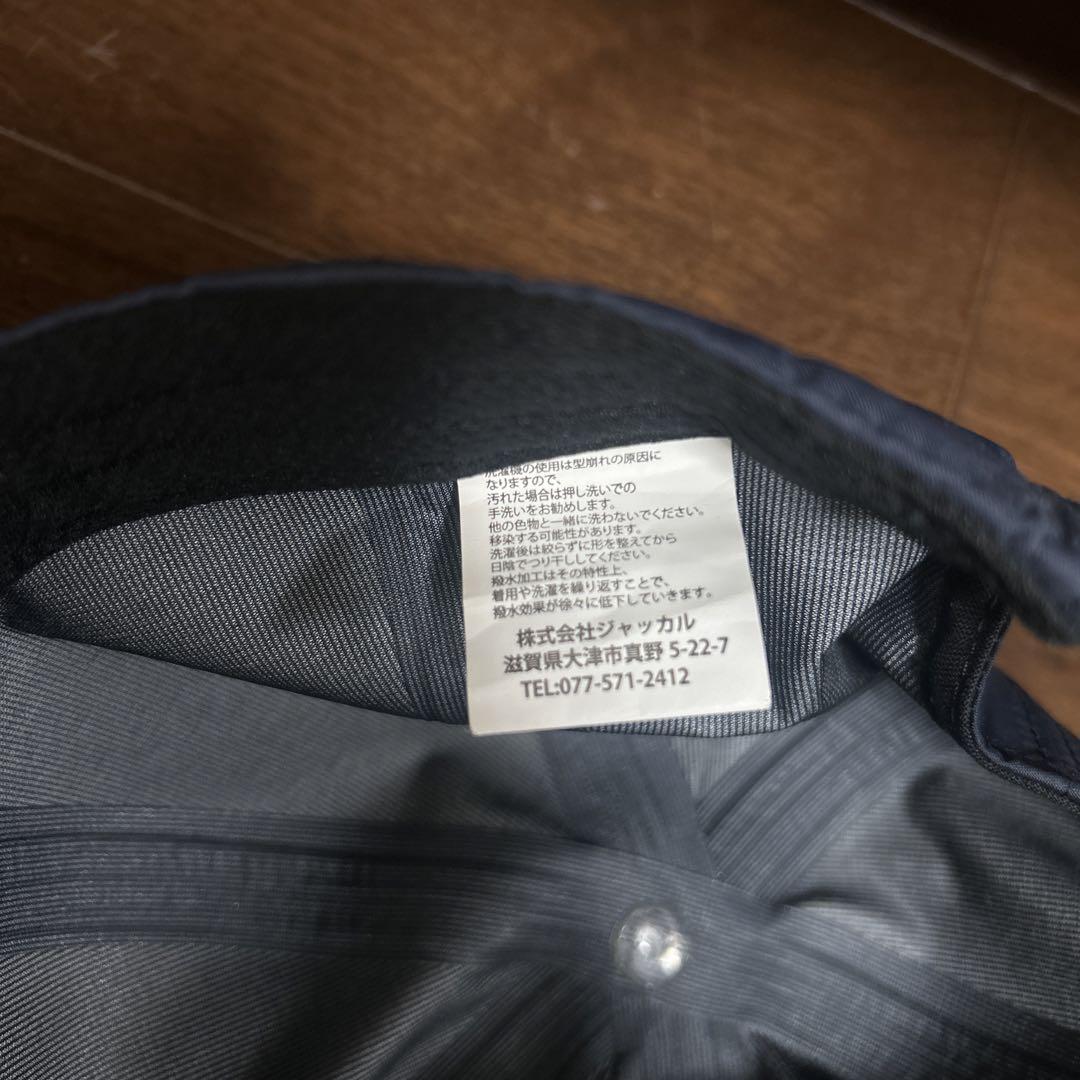 洗濯機の使用は型崩れの原因に
なりますので、
汚れた場合は押し洗いでの
手洗いをお勧めします。
他の色物と一緒に洗わないでください。
移染する可能性があります。
洗濯後は絞らずに形を整えてから
日陰でつり干ししてください。
撥水加工はその特性上、
着用や洗濯を繰り返すことで、
撥水効果が徐々に低下していきます。
株式会社ジャッカル
滋賀県大津市真野 5-22-7
TEL:077-571-2412